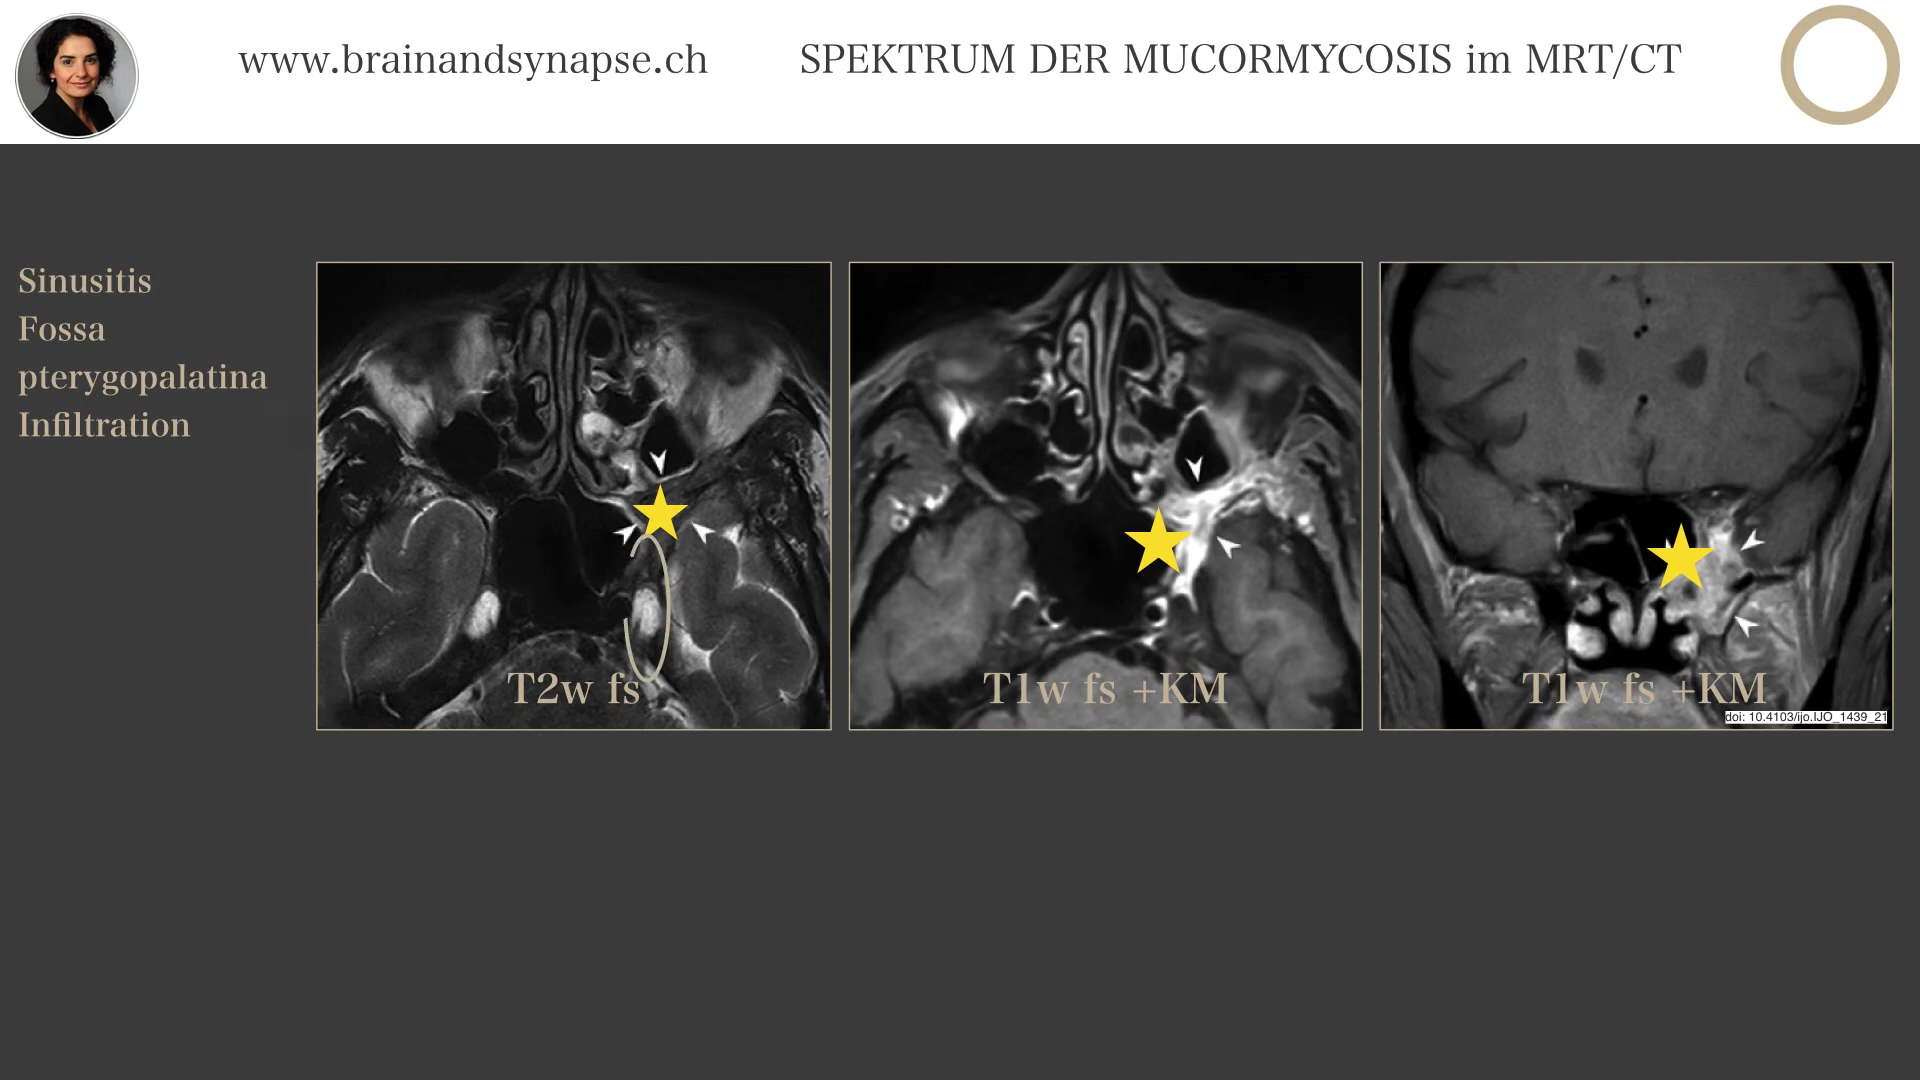 www.brainandsynapse.ch
SPEKTRUM DER MUCORMYCOSIS im MRT/CT
Sinusitis
Fossa
pterygopalatina
Infiltration
T2w fs
T1w fs +KM
T1w fs +KM
doi: 10.4103/ijo.IJO_1439_21